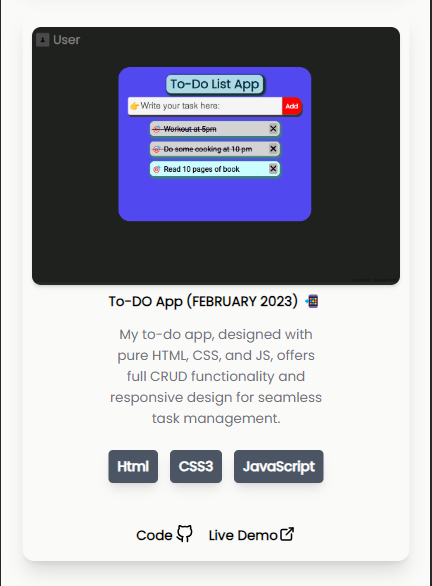 User
To-Do List App
👉Write your task here:
Add
🎯 Workout at 5pm
🎯 Do some cooking at 10 pm
🎯 Read 10 pages of book
To-DO App (FEBRUARY 2023) 📲
My to-do app, designed with
pure HTML, CSS, and JS, offers
full CRUD functionality and
responsive design for seamless
task management.
Html CSS3 JavaScript
Code Live Demo